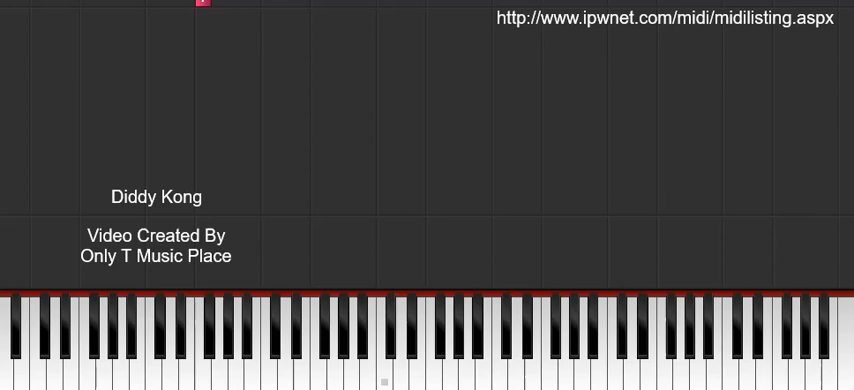 http://www.ipwnet.com/midi/midilisting.aspx
Diddy Kong
Video Created By
Only T Music Place